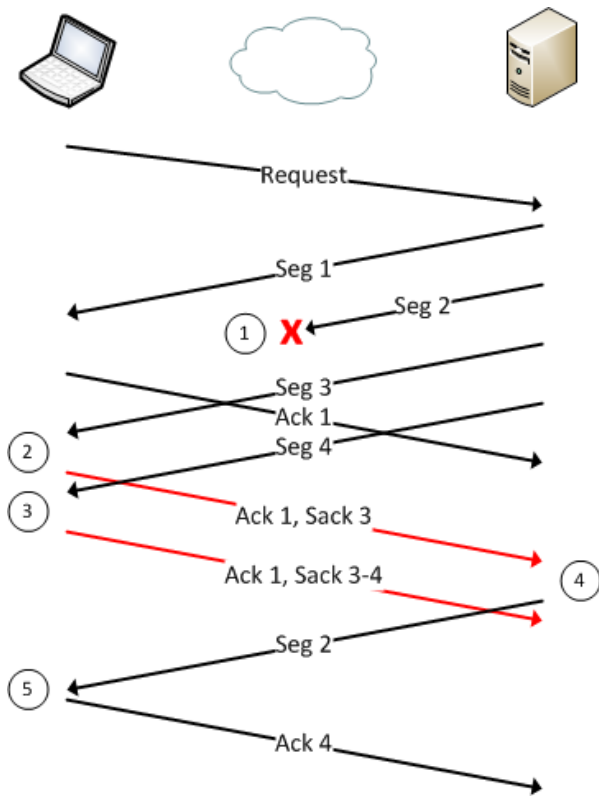 Request
Seg 1
Seg 2
1 X
Seg 3
Ack 1
Seg 4
2
3
Ack 1, Sack 3
Ack 1, Sack 3-4
4
Seg 2
5
Ack 4